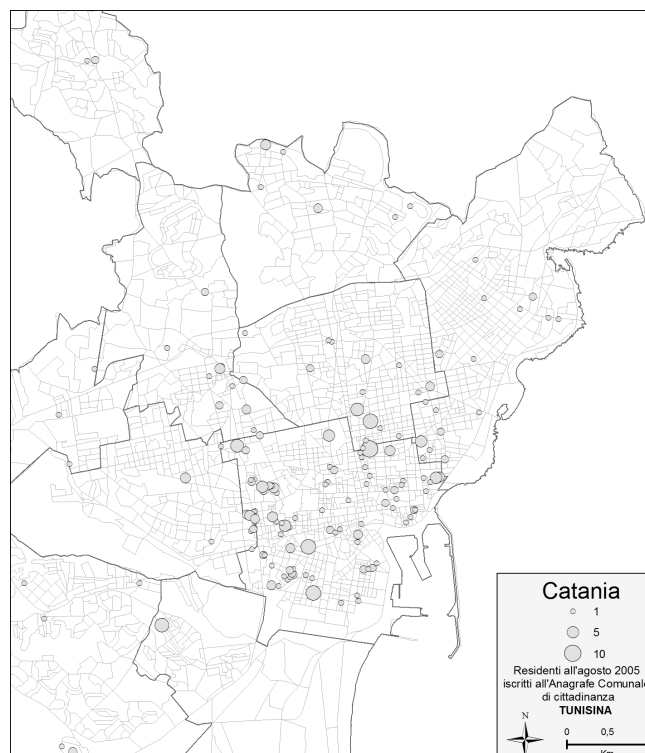 Catania
1
5
10
Residenti all'agosto 2005
iscritti all'Anagrafe Comunale
di cittadinanza
TUNISINA
N
0 0,5
Km